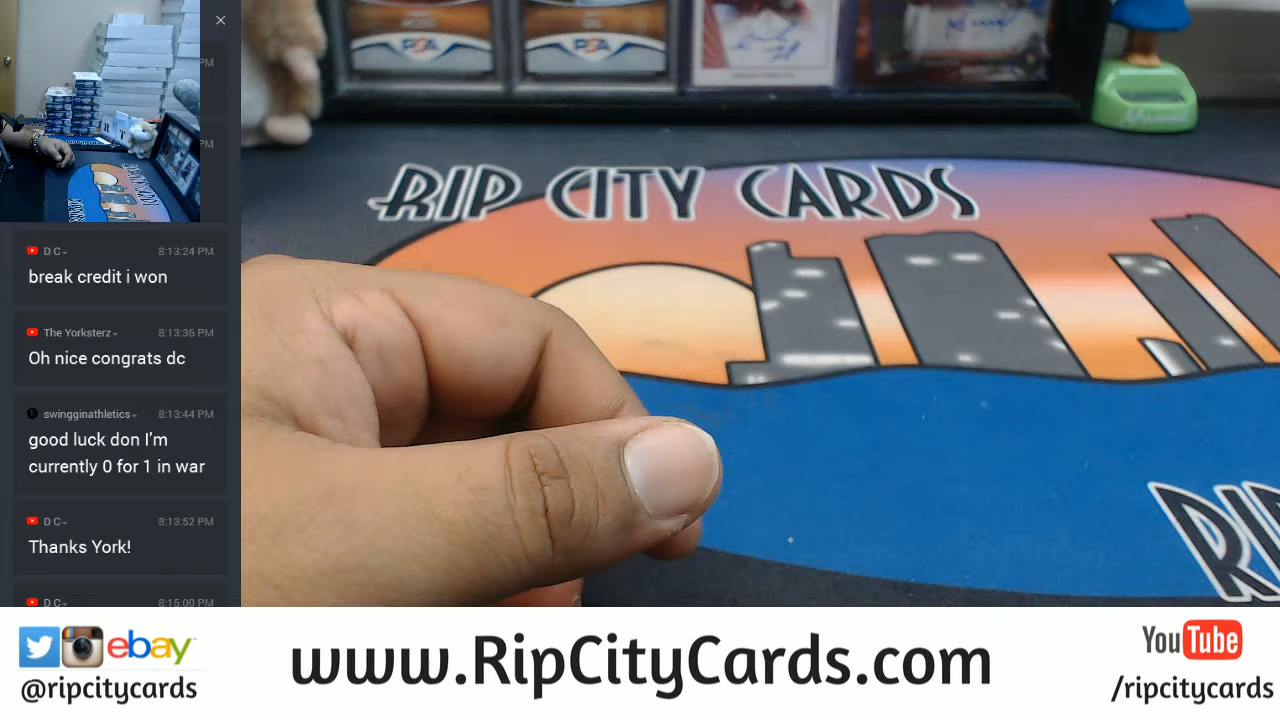 ×
PM
PM
D C
8:13:24 PM
break credit i won
The Yorksterz
8:13:36 PM
Oh nice congrats dc
swingginathletics
8:13:44 PM
good luck don I'm
currently 0 for 1 in war
D C
8:13:52 PM
Thanks York!
D C
8:15:00 PM
PSA
PSA
RIP CITY CARDS
RIP
ebay
@ripcitycards
www.RipCityCards.com
YouTube
/ripcitycards